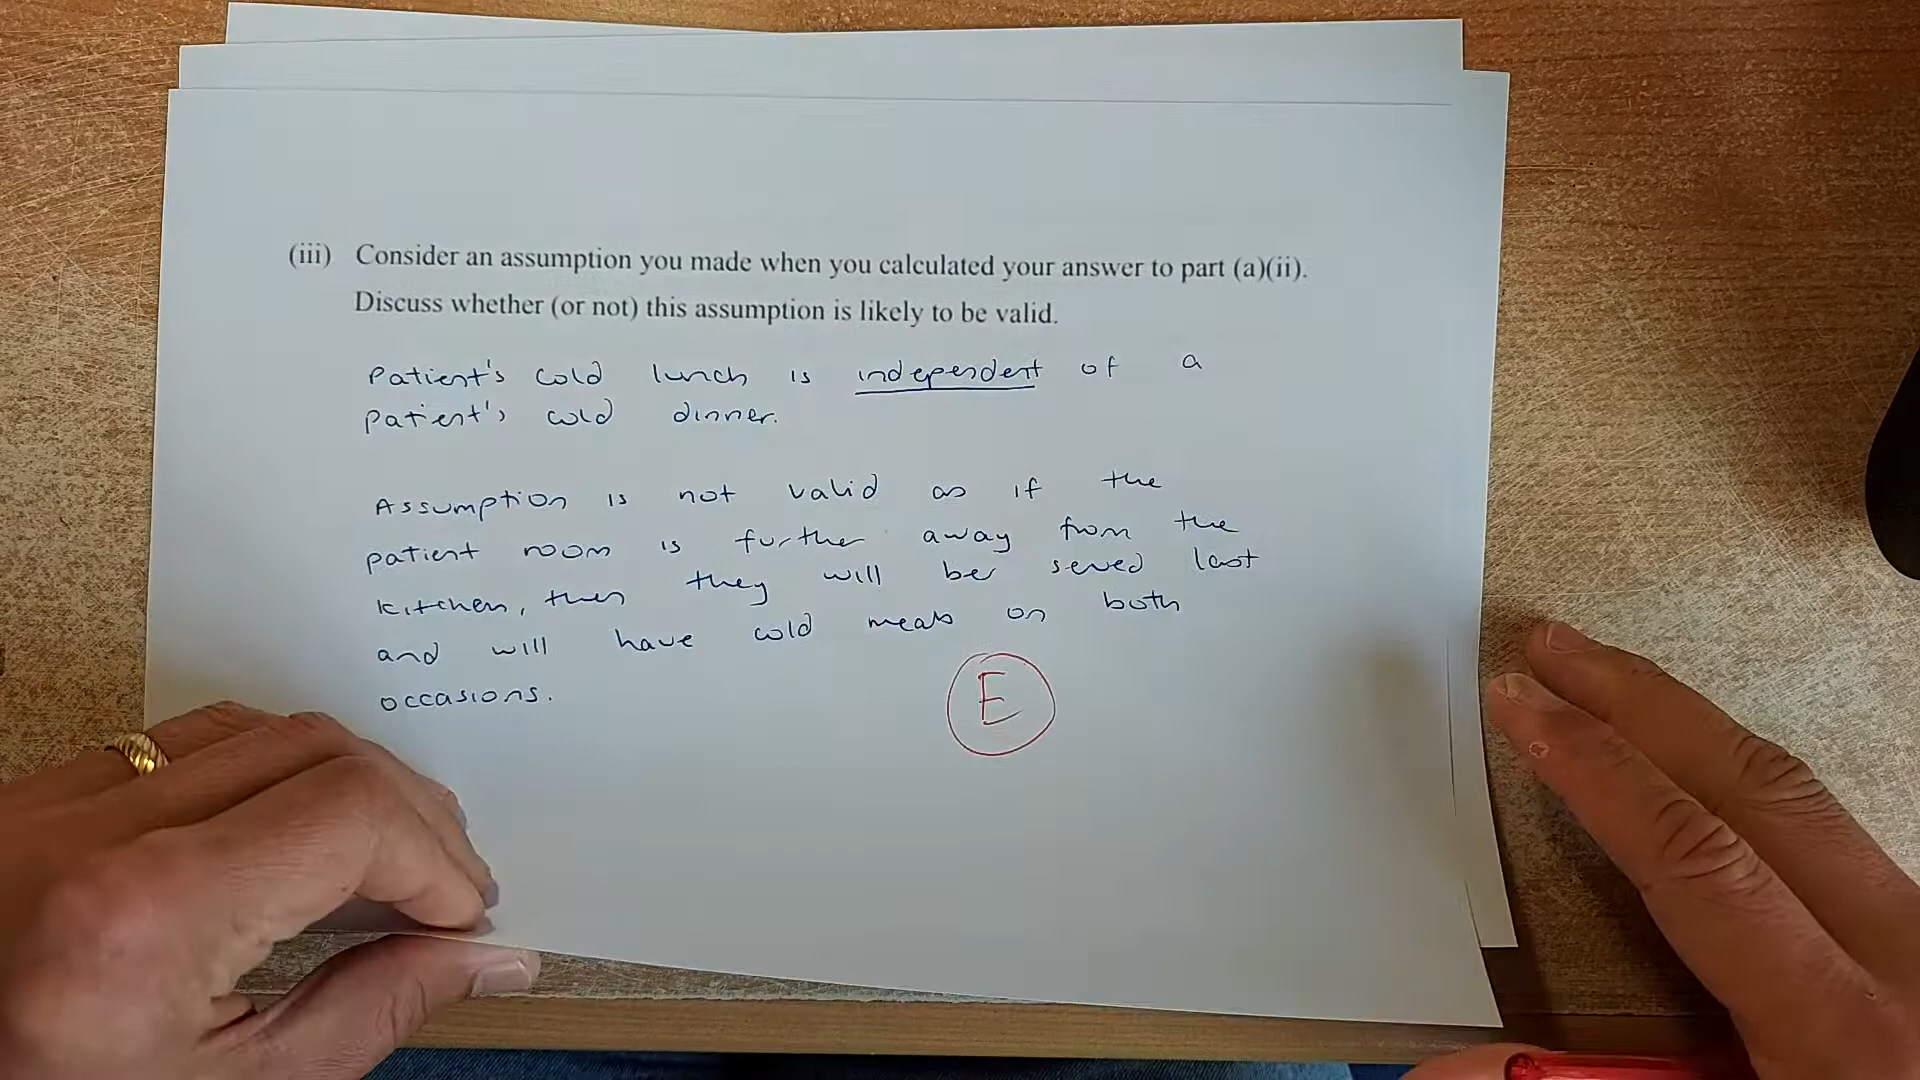 (iii) Consider an assumption you made when you calculated your answer to part (a)(ii).
Discuss whether (or not) this assumption is likely to be valid.
Patient's cold lunch is independent of a
patient's cold dinner.
Assumption is not valid as if the
patient room is further away from the
kitchen, then they will be served last
and will have cold meals on both
occasions.
E